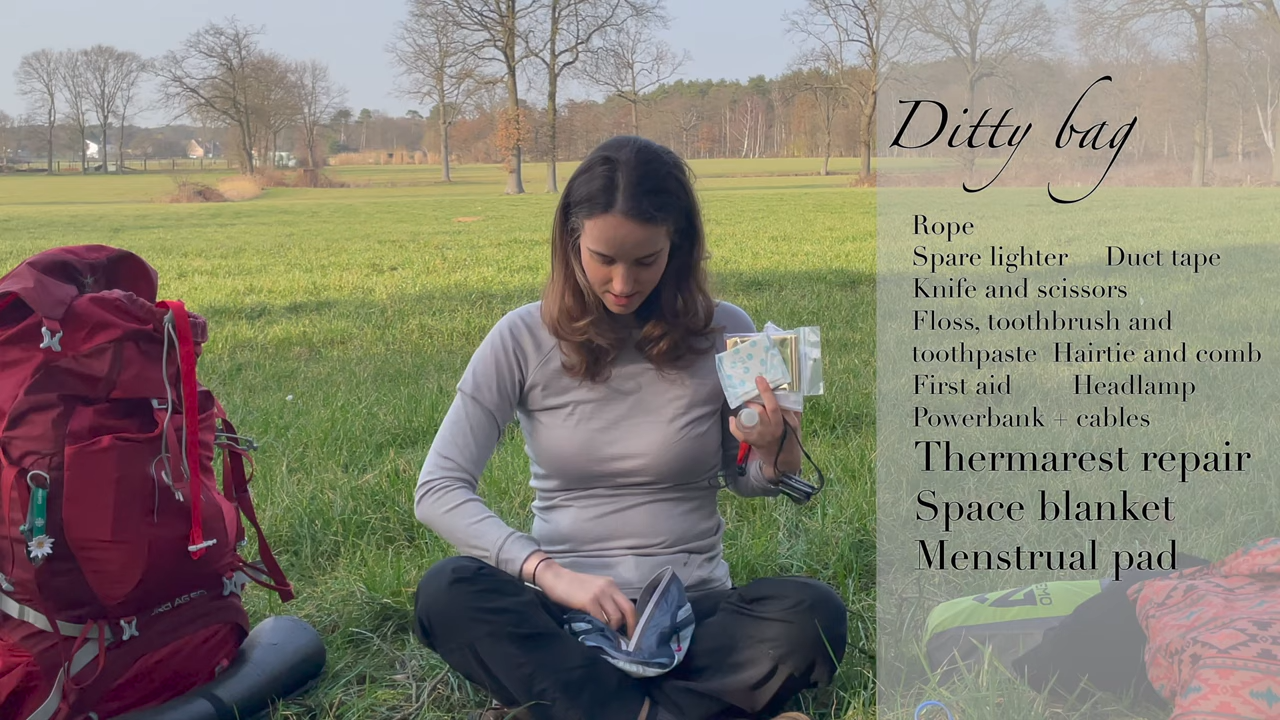 Ditty bag
Rope
Spare lighter Duct tape
Knife and scissors
Floss, toothbrush and
toothpaste Hairtie and comb
First aid Headlamp
Powerbank + cables
Thermarest repair
Space blanket
Menstrual pad